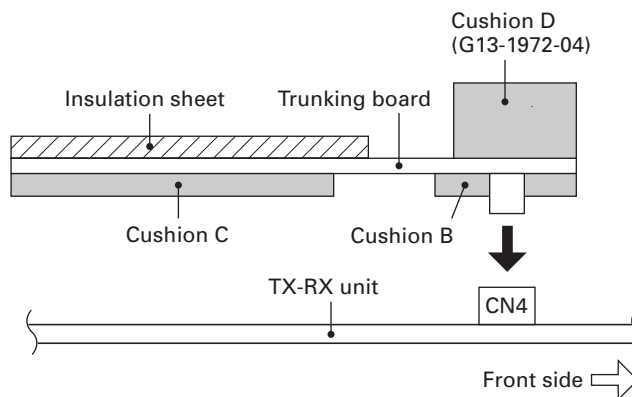 Cushion D
(G13-1972-04)
Insulation sheet
Trunking board
Cushion C
Cushion B
TX-RX unit
CN4
Front side